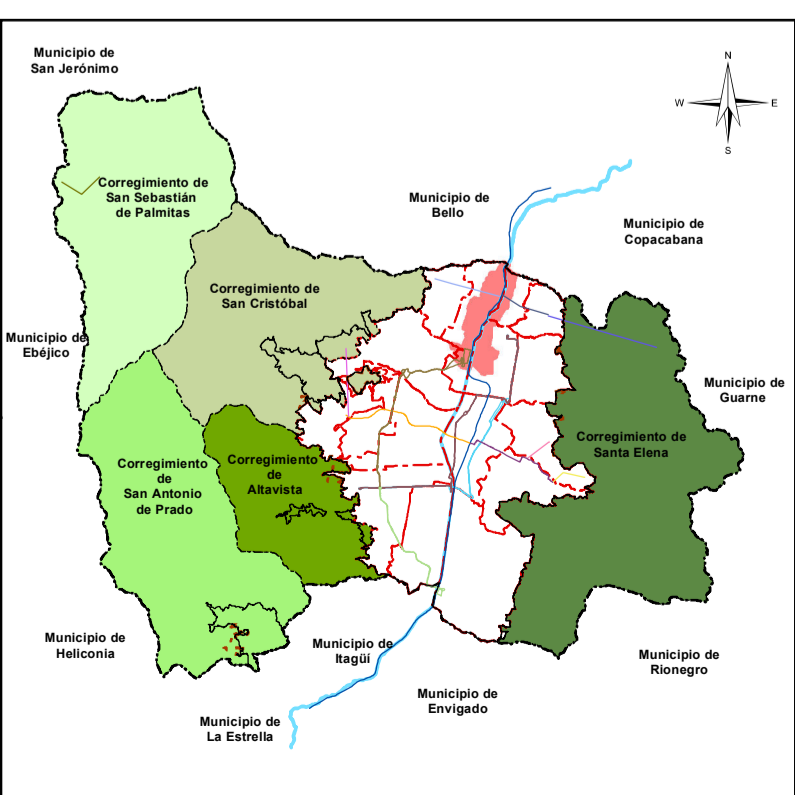 Municipio de
San Jerónimo
N
W
E
S
Corregimiento de
San Sebastián
de Palmitas
Municipio de
Bello
Municipio de
Copacabana
Corregimiento de
San Cristóbal
Municipio de
Ebéjico
Municipio de
Guarne
Corregimiento de
Santa Elena
Corregimiento
de
Altavista
Corregimiento
de
San Antonio
de Prado
Municipio de
Heliconia
Municipio de
Itagüí
Municipio de
Rionegro
Municipio de
Envigado
Municipio de
La Estrella